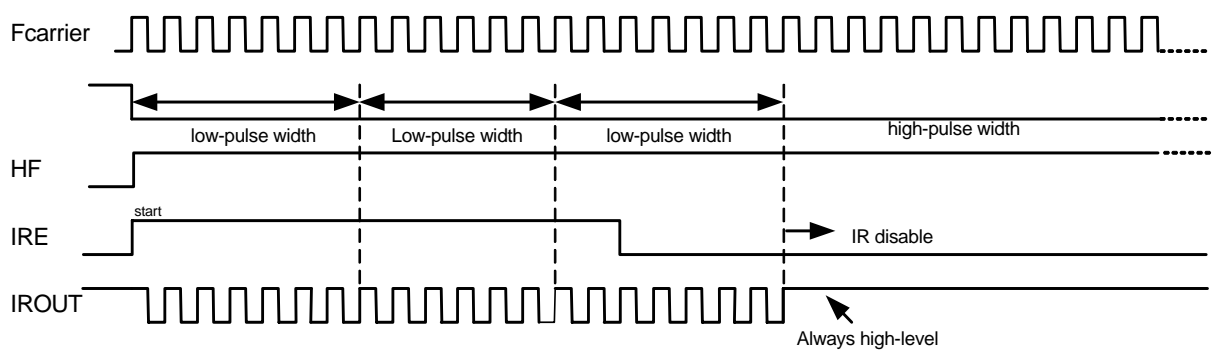 Fcarrier
low-pulse width
Low-pulse width
low-pulse width
high-pulse width
HF
start
IRE
IR disable
IROUT
Always high-level